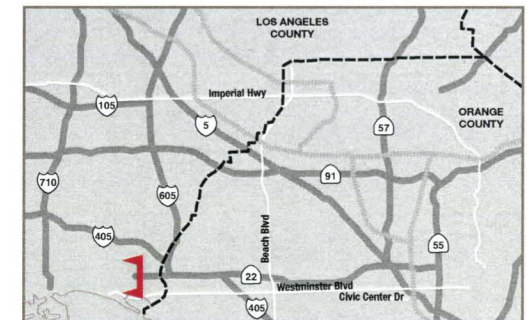 LOS ANGELES
COUNTY
Imperial Hwy
105
5
57
ORANGE
COUNTY
710
605
91
405
Beach Blvd
55
22
Westminster Blvd
Civic Center Dr
405